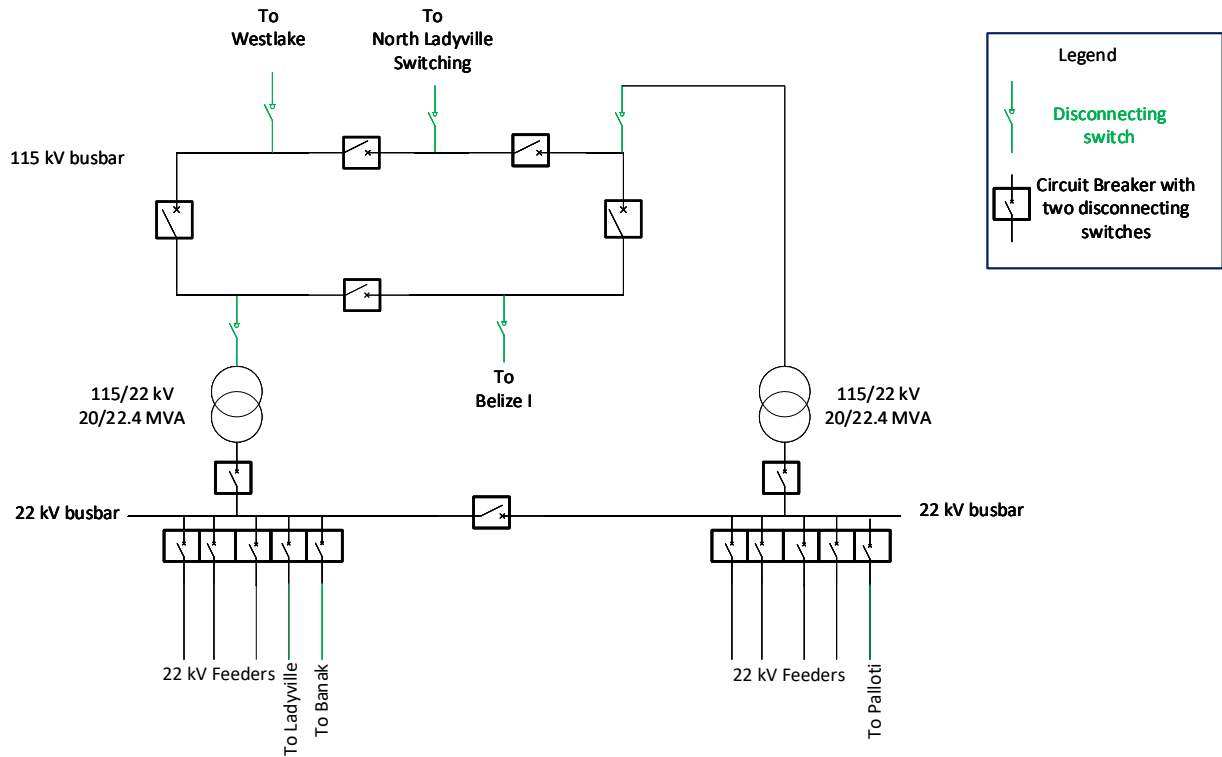 To
Westlake
To
North Ladyville
Switching
Legend
Disconnecting
switch
115 kV busbar
Circuit Breaker with
two disconnecting
switches
To
Belize I
115/22 kV
20/22.4 MVA
115/22 kV
20/22.4 MVA
22 kV busbar
22 kV busbar
22 kV Feeders
To Ladyville
To Banak
22 kV Feeders
To Palloti